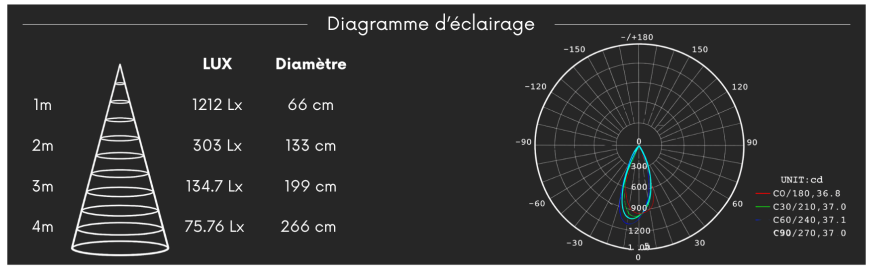 Diagramme d'éclairage
LUX Diamètre
1m 1212 Lx 66 cm
2m 303 Lx 133 cm
3m 134.7 Lx 199 cm
4m 75.76 Lx 266 cm
-/+180
-150 150
-120 120
-90 0 90
300
600
-60 60
900
1200
-30 30
0
UNIT:cd
C0/180,36.8
C30/210,37.0
C60/240,37.1
C90/270,37 0